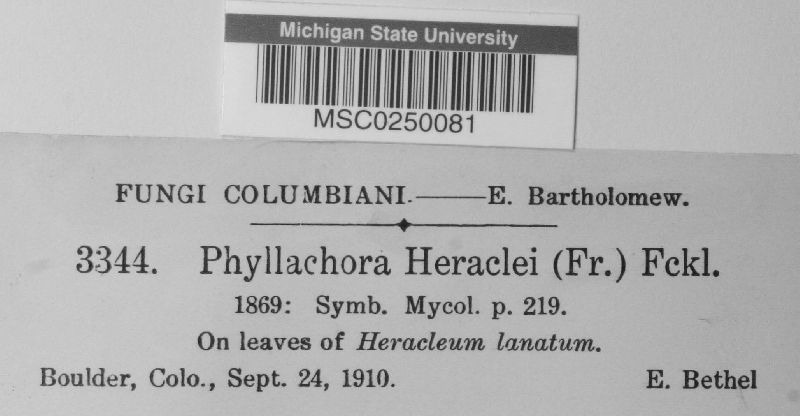 Michigan State University
MSC0250081
FUNGI COLUMBIANI.——E. Bartholomew.
3344. Phyllachora Heraclei (Fr.) Fckl.
1869: Symb. Mycol. p. 219.
On leaves of Heracleum lanatum.
Boulder, Colo., Sept. 24, 1910. E. Bethel